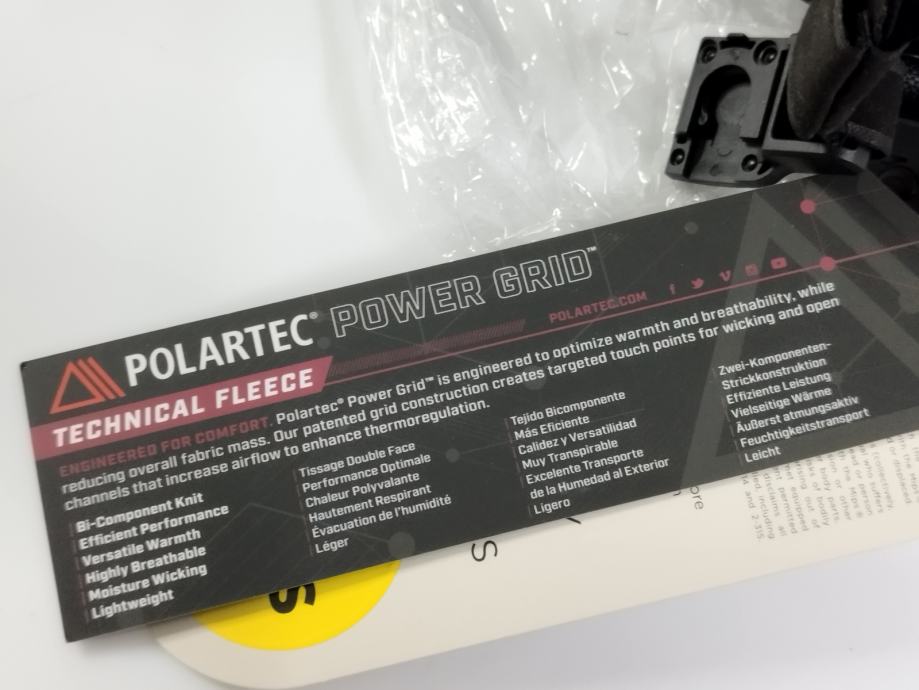 POLARTEC® POWER GRID™
TECHNICAL FLEECE
POLARTEC.COM
ENGINEERED FOR COMFORT. Polartec® Power Grid™ is engineered to optimize warmth and breathability, while
reducing overall fabric mass. Our patented grid construction creates targeted touch points for wicking and open
channels that increase airflow to enhance thermoregulation.
Bi-Component Knit
Efficient Performance
Versatile Warmth
Highly Breathable
Moisture Wicking
Lightweight
Tissage Double Face
Performance Optimale
Chaleur Polyvalante
Hautement Respirant
Évacuation de l'humidité
Léger
Tejido Bicomponente
Más Eficiente
Calidez y Versatilidad
Muy Transpirable
Excelente Transporte
de la Humedad al Exterior
Ligero
Zwei-Komponenten-
Strickkonstruktion
Effiziente Leistung
Vielseitige Wärme
Äußerst atmungsaktiv
Feuchtigkeitstransport
Leicht
S
S